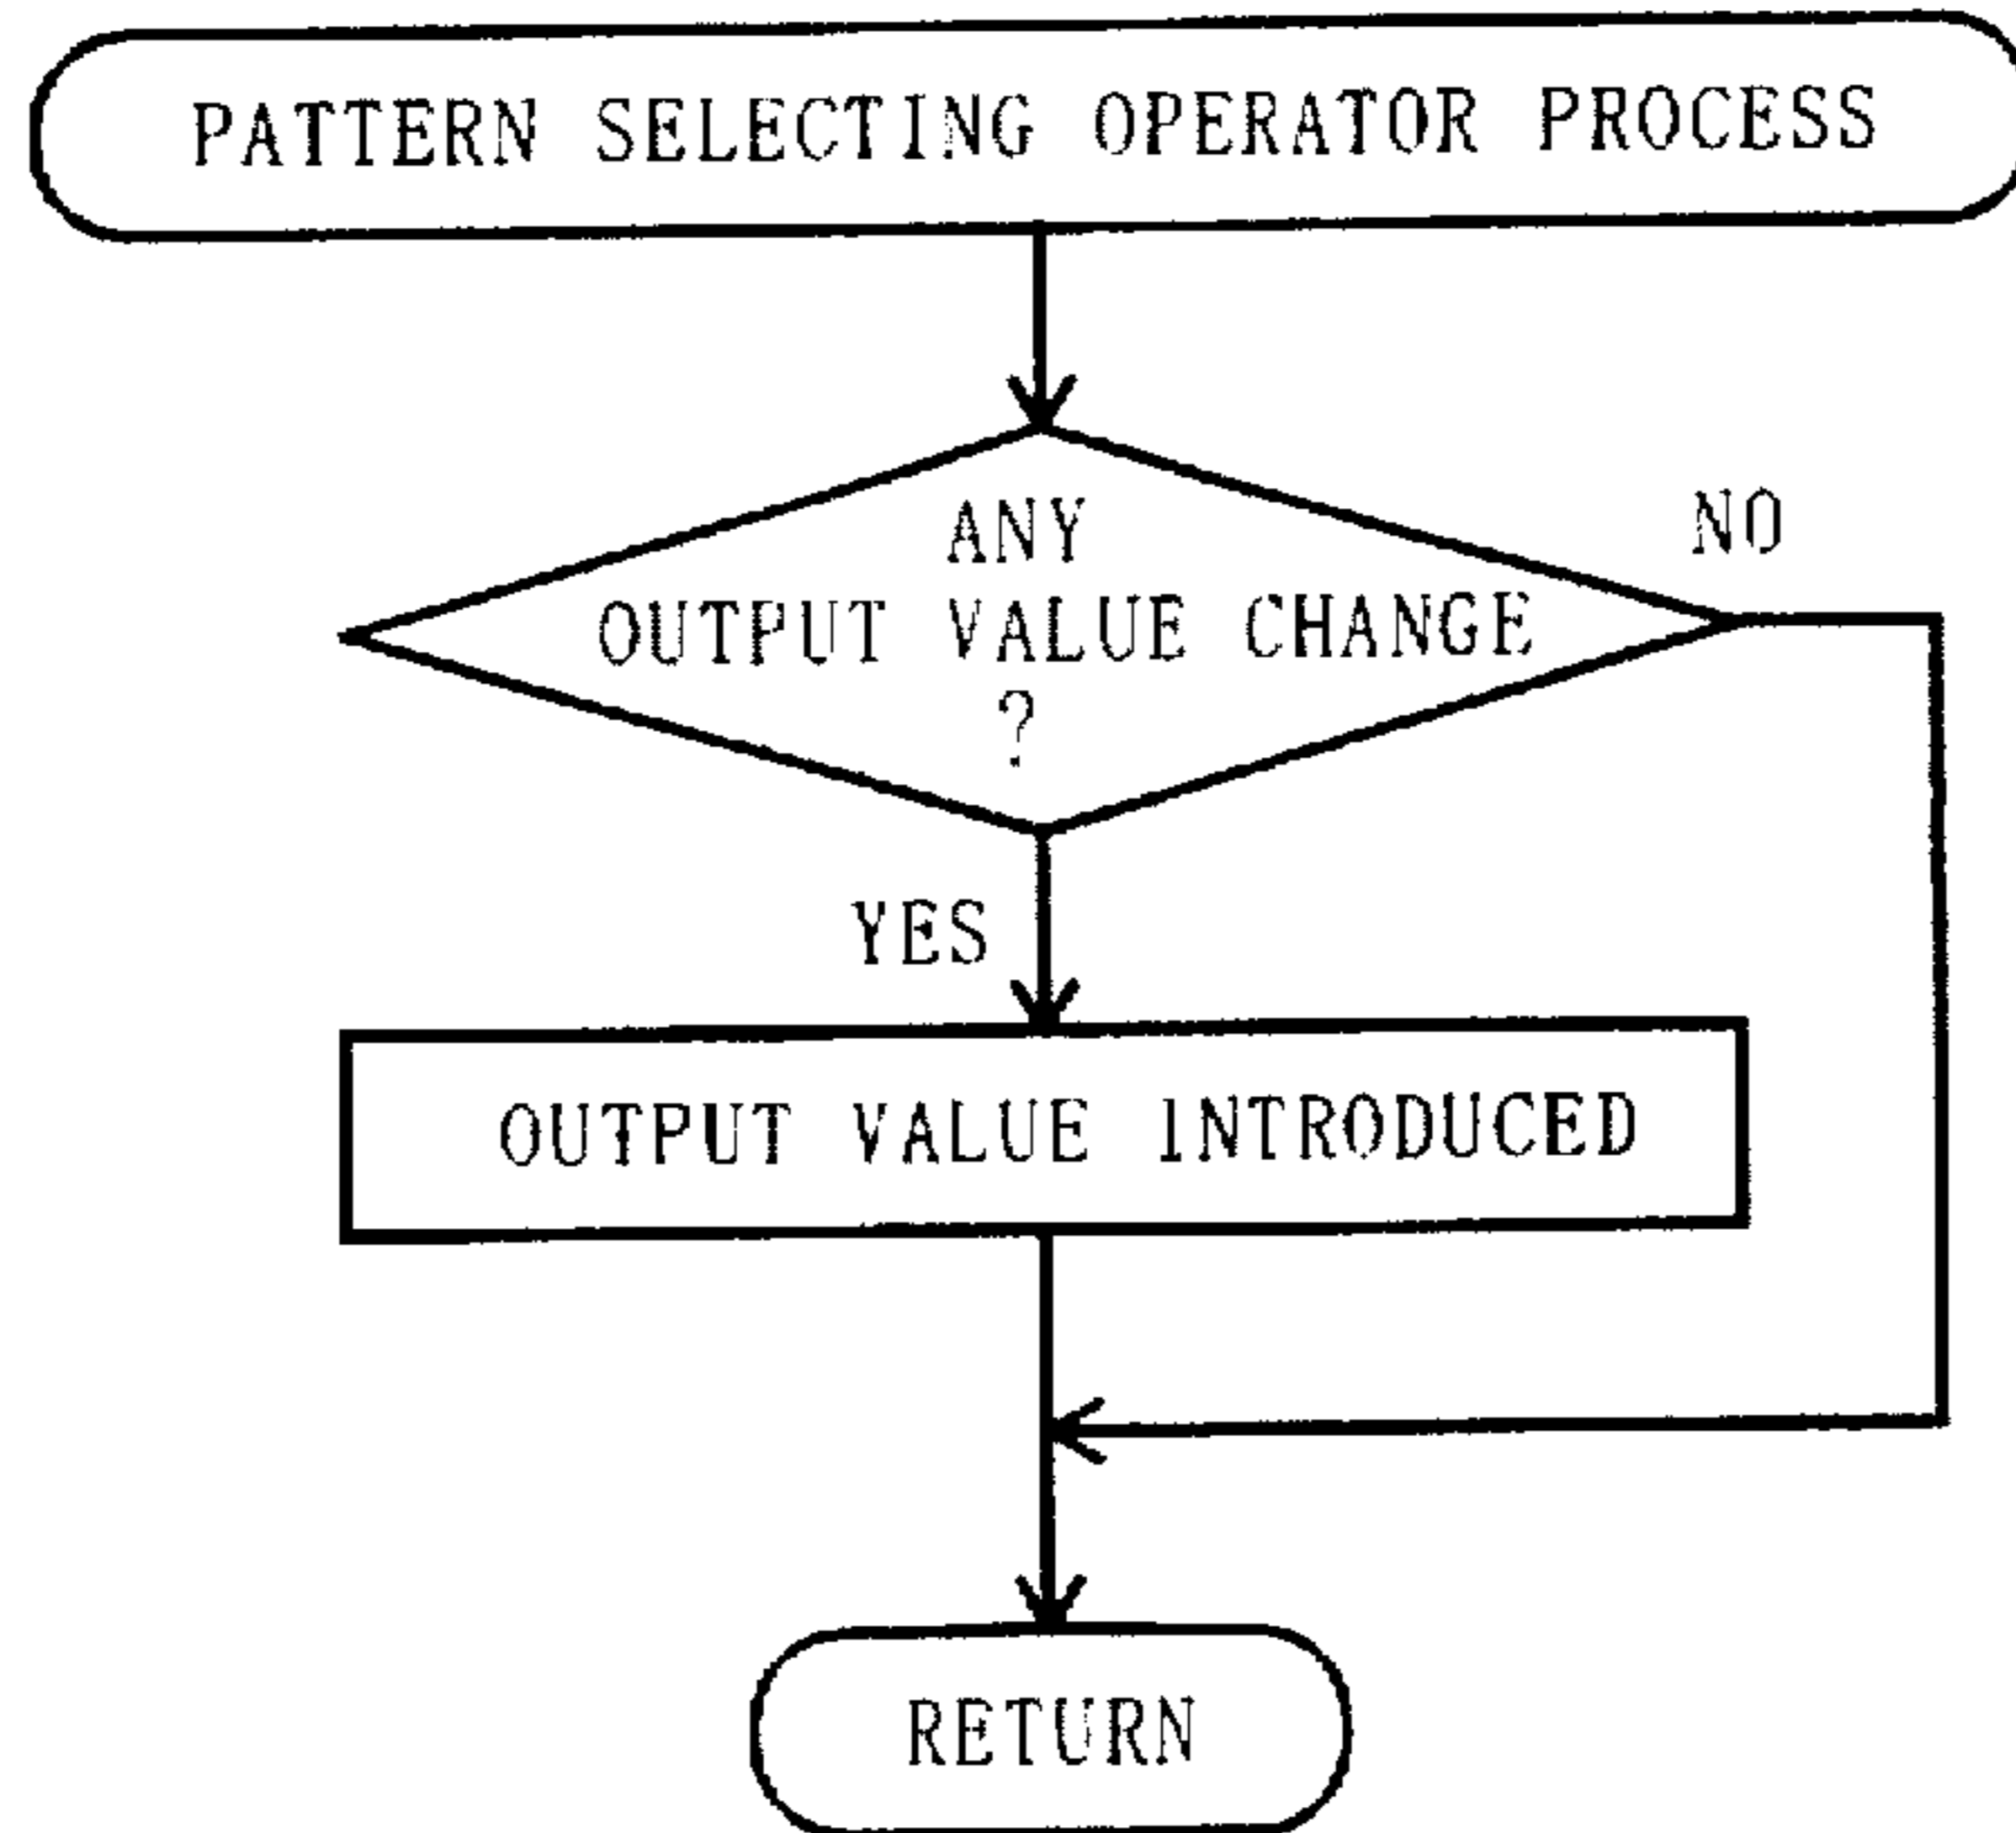 PATTERN SELECTING OPERATOR PROCESS
ANY
OUTPUT VALUE CHANGE
?
NO
YES
OUTPUT VALUE INTRODUCED
RETURN